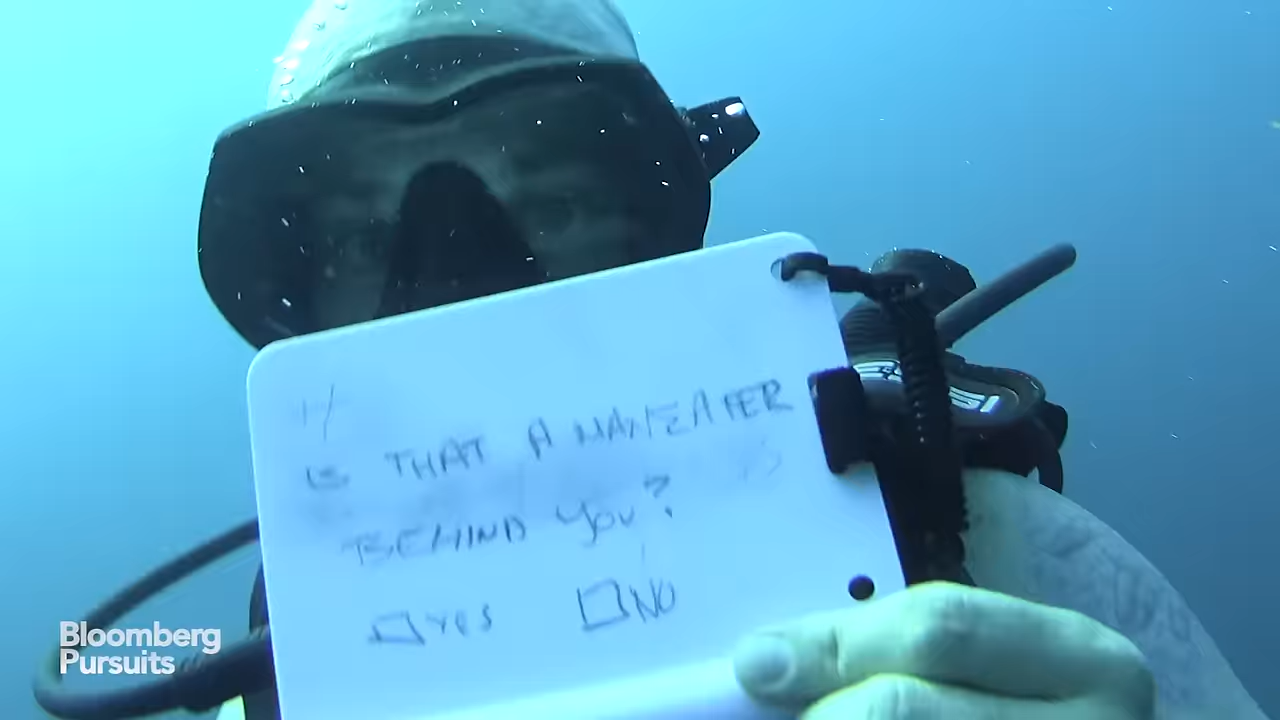 IS THAT A MANEATER
BEHIND YOU?
YES NO
Bloomberg
Pursuits